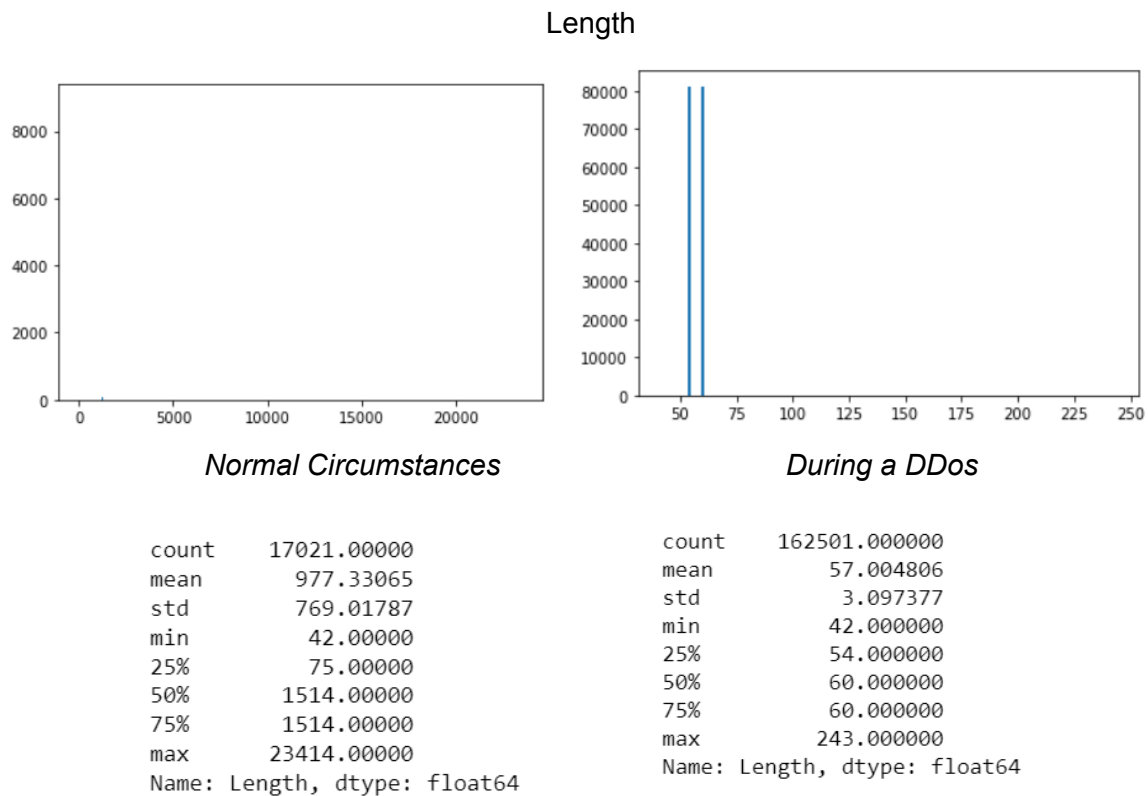 Length
8000
6000
4000
2000
0
0 5000 10000 15000 20000
80000
70000
60000
50000
40000
30000
20000
10000
0
50 75 100 125 150 175 200 225 250
Normal Circumstances
During a DDos
count 17021.00000
mean 977.33065
std 769.01787
min 42.00000
25% 75.00000
50% 1514.00000
75% 1514.00000
max 23414.00000
Name: Length, dtype: float64
count 162501.000000
mean 57.004806
std 3.097377
min 42.000000
25% 54.000000
50% 60.000000
75% 60.000000
max 243.000000
Name: Length, dtype: float64